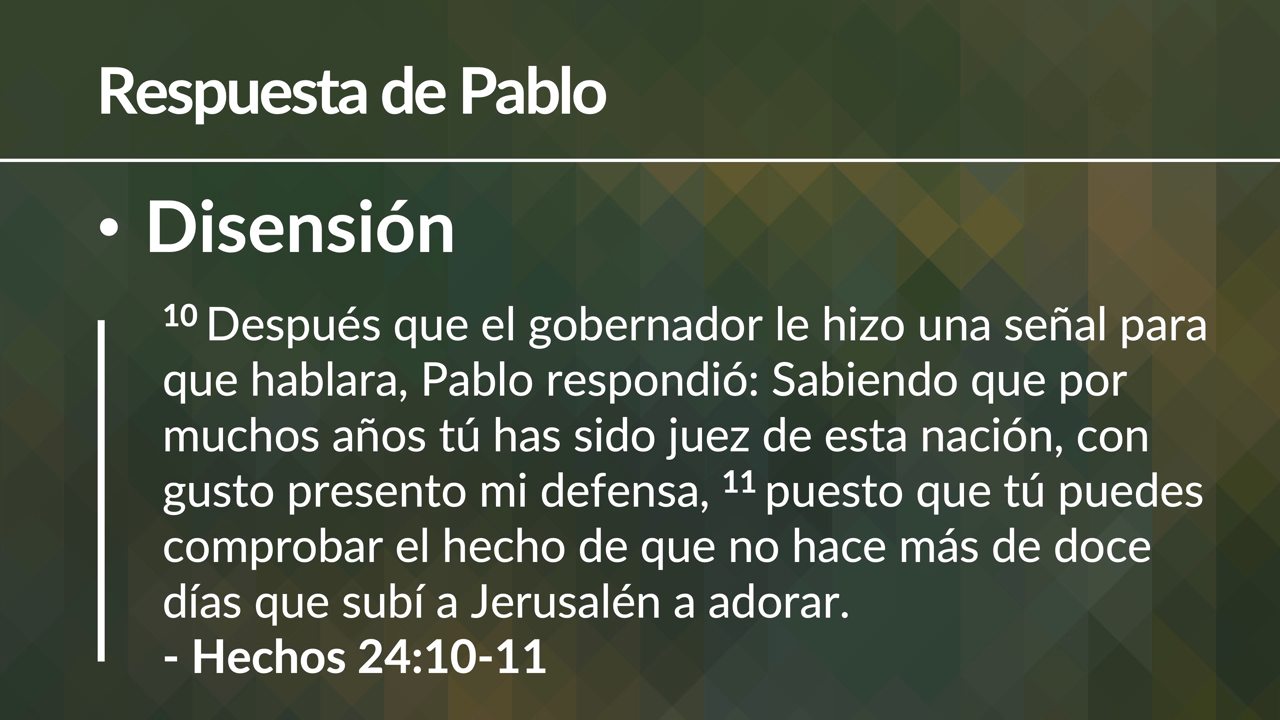 Respuesta de Pablo
• Disensión
10 Después que el gobernador le hizo una señal para
que hablara, Pablo respondió: Sabiendo que por
muchos años tú has sido juez de esta nación, con
gusto presento mi defensa, 11 puesto que tú puedes
comprobar el hecho de que no hace más de doce
días que subí a Jerusalén a adorar.
- Hechos 24:10-11